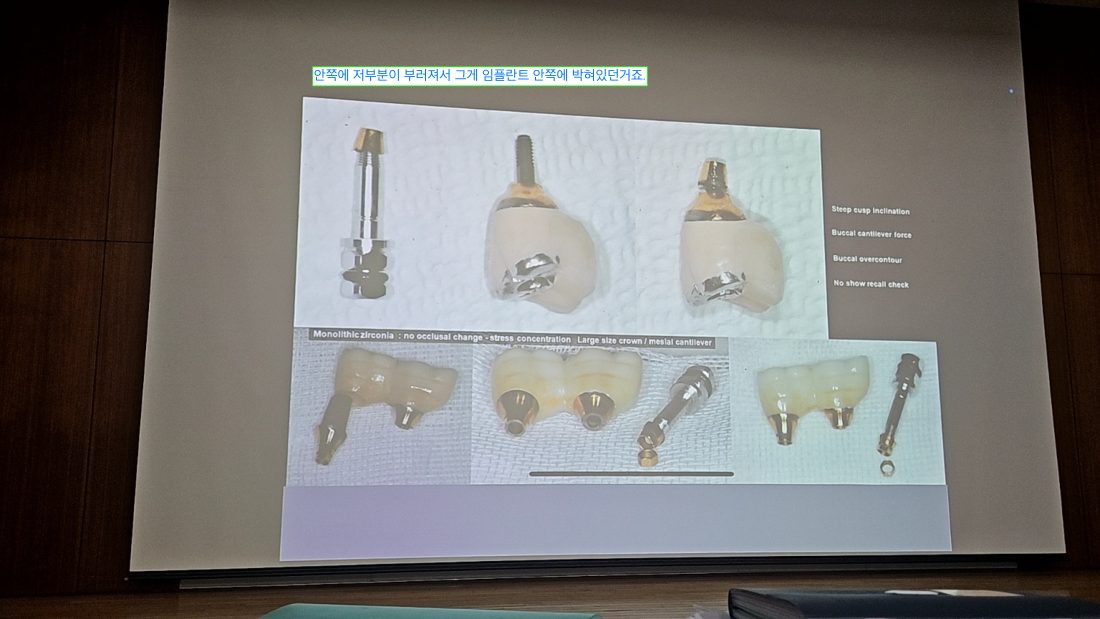 안쪽에 저부분이 부러져서 그게 임플란트 안쪽에 박혀있던거죠.
Steep cusp inclination
Buccal cantilever force
Buccal overcontour
No show recall check
Monolithic zirconia : no occlusal change - stress concentration Large size crown / mesial cantilever